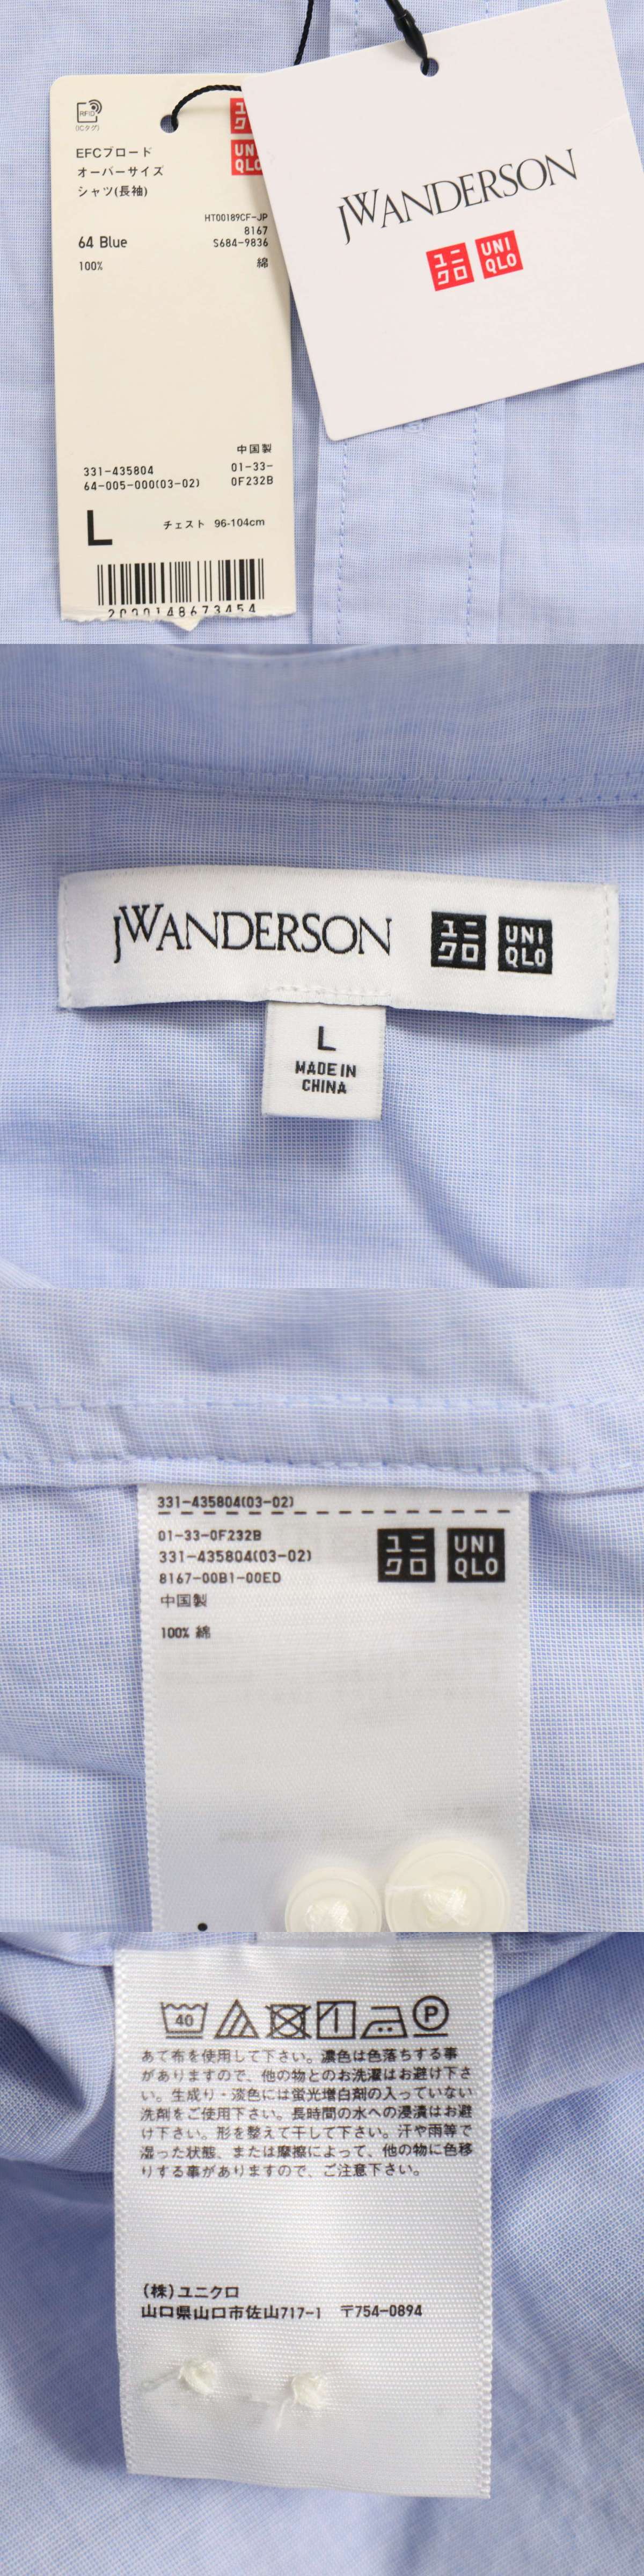 RFID
(ICタグ)
EFCブロード
オーバーサイズ
シャツ(長袖)
HT00189CF-JP
8167
64 Blue
S684-9836
100%
綿
UNI
QLO
中国製
331-435804
01-33-
64-005-000(03-02)
0F232B
L
チェスト 96-104cm
2000148673454
JWANDERSON
ユニ
クロ
UNI
QLO
JWANDERSON
ユニ
クロ
UNI
QLO
L
MADE IN
CHINA
331-435804(03-02)
01-33-0F232B
331-435804(03-02)
8167-00B1-00ED
中国製
100% 綿
ユニ
クロ
UNI
QLO
40
P
あて布を使用して下さい。濃色は色落ちする事
がありますので、他の物とのお洗濯はお避け下さ
い。生成り・淡色には蛍光増白剤の入っていない
洗剤をご使用下さい。長時間の水への浸漬はお避
け下さい。形を整えて干して下さい。汗や雨等で
湿った状態、または摩擦によって、他の物に色移
りする事がありますので、ご注意下さい。
(株)ユニクロ
山口県山口市佐山717-1 〒754-0894